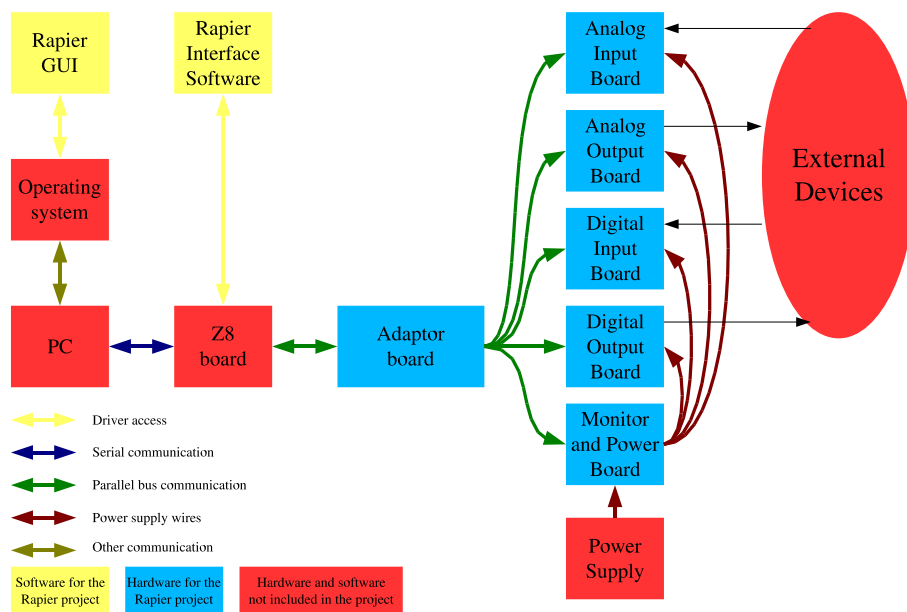 Rapier
GUI
Rapier
Interface
Software
Analog
Input
Board
Analog
Output
Board
External
Devices
Operating
system
Digital
Input
Board
PC
Z8
board
Adaptor
board
Digital
Output
Board
Monitor
and Power
Board
Driver access
Serial communication
Parallel bus communication
Power supply wires
Other communication
Power
Supply
Software for the
Rapier project
Hardware for the
Rapier project
Hardware and software
not included in the project